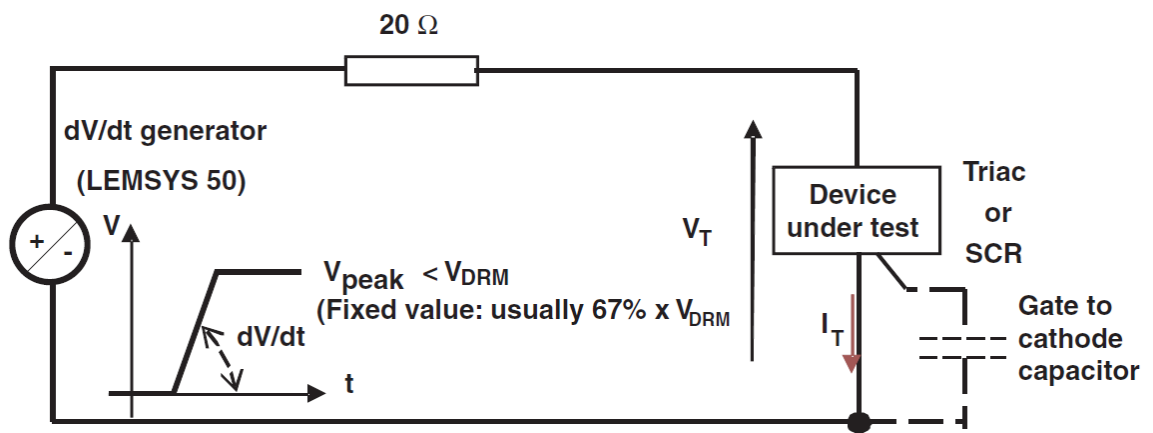 20 Ω
dV/dt generator
(LEMSYS 50)
+
-
V
Vpeak < VDRM
(Fixed value: usually 67% x VDRM
dV/dt
t
VT
Device
under test
Triac
or
SCR
IT
Gate to
cathode
capacitor